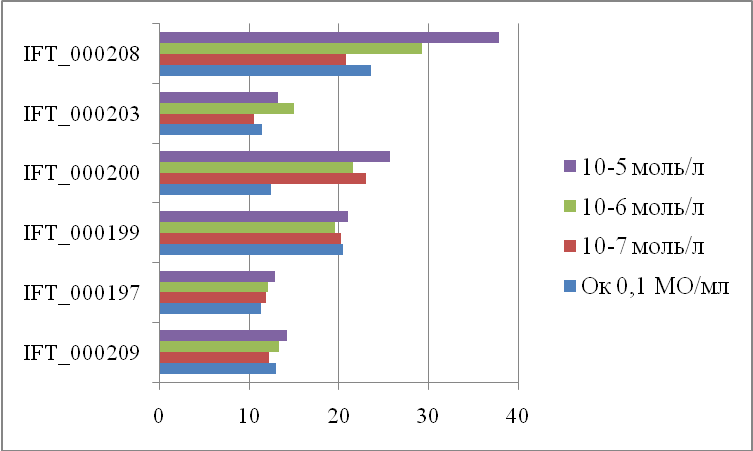 IFT_000208
IFT_000203
IFT_000200
IFT_000199
IFT_000197
IFT_000209
0 10 20 30 40
10-5 моль/л
10-6 моль/л
10-7 моль/л
Ок 0,1 МО/мл